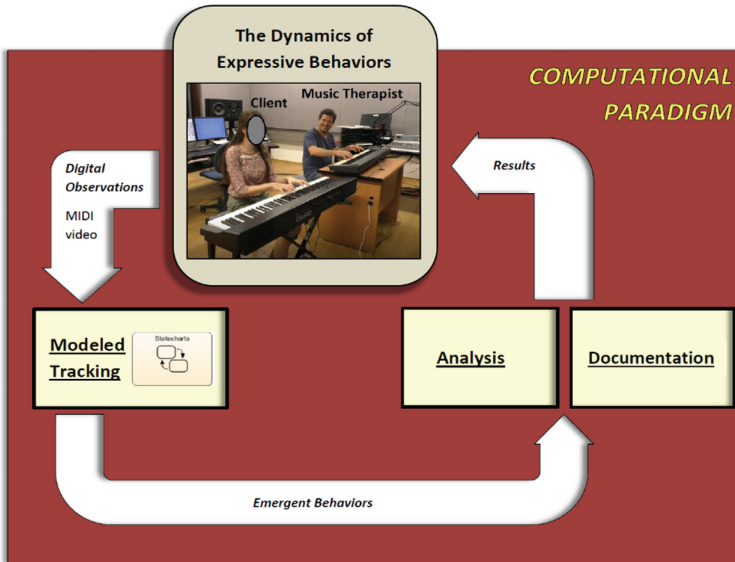 The Dynamics of
Expressive Behaviors
COMPUTATIONAL
PARADIGM
Client
Music Therapist
Digital
Observations
MIDI
video
Results
Modeled
Tracking
Statecharts
Analysis
Documentation
Emergent Behaviors